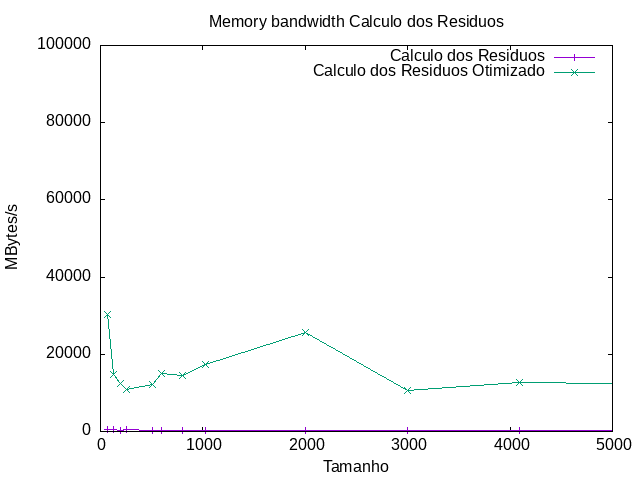 Memory bandwidth Calculo dos Residuos
100000
80000
60000
40000
20000
0
MBytes/s
Calculo dos Residuos
Calculo dos Residuos Otimizado
0 1000 2000 3000 4000 5000
Tamanho